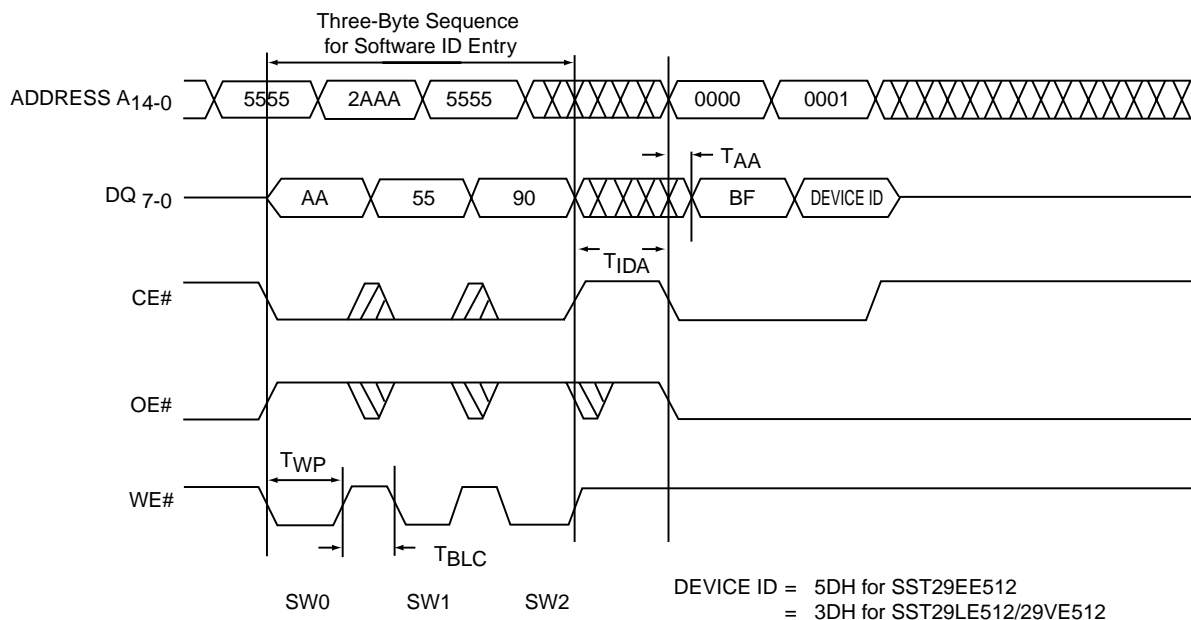 Three-Byte Sequence
for Software ID Entry
ADDRESS A14-0
5555
2AAA
5555
0000
0001
TAA
DQ 7-0
AA
55
90
BF
DEVICE ID
TIDA
CE#
OE#
TWP
WE#
TBLC
SW0
SW1
SW2
DEVICE ID = 5DH for SST29EE512
= 3DH for SST29LE512/29VE512